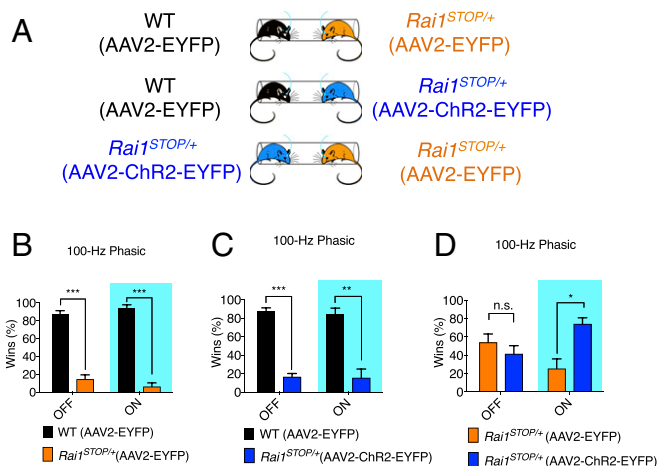 A
WT
(AAV2-EYFP)
Rai1STOP/+
(AAV2-EYFP)
WT
(AAV2-EYFP)
Rai1STOP/+
(AAV2-ChR2-EYFP)
Rai1STOP/+
(AAV2-ChR2-EYFP)
Rai1STOP/+
(AAV2-EYFP)
B
100-Hz Phasic
Wins (%)
100
80
60
40
20
0
***
***
OFF
ON
WT (AAV2-EYFP)
Rai1STOP/+(AAV2-EYFP)
C
100-Hz Phasic
Wins (%)
100
80
60
40
20
0
***
**
OFF
ON
WT (AAV2-EYFP)
Rai1STOP/+(AAV2-ChR2-EYFP)
D
100-Hz Phasic
Wins (%)
100
80
60
40
20
0
n.s.
*
OFF
ON
Rai1STOP/+(AAV2-EYFP)
Rai1STOP/+(AAV2-ChR2-EYFP)